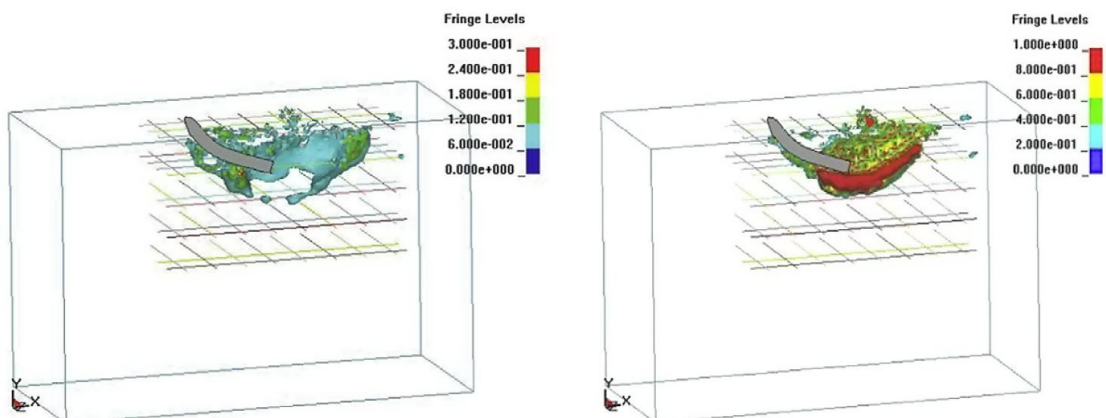 Fringe Levels
3.000e-001
2.400e-001
1.800e-001
1.200e-001
6.000e-002
0.000e+000
Y
X
Fringe Levels
1.000e+000
8.000e-001
6.000e-001
4.000e-001
2.000e-001
0.000e+000
Y
X